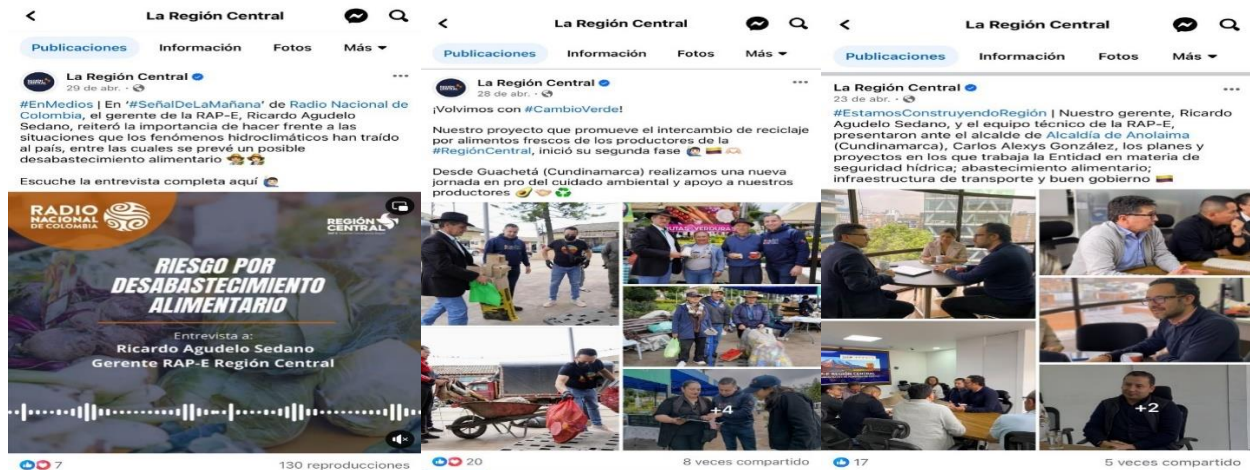 La Región Central
Publicaciones Información Fotos Más
La Región Central
29 de abr.
#EnMedios | En '#SeñalDeLaMañana' de Radio Nacional de
Colombia, el gerente de la RAP-E, Ricardo Agudelo
Sedano, reiteró la importancia de hacer frente a las
situaciones que los fenómenos hidroclimáticos han traído
al país, entre las cuales se prevé un posible
desabastecimiento alimentario
Escuche la entrevista completa aquí
RADIO
NACIONAL
DE COLOMBIA
REGIÓN
CENTRAL
RIESGO POR
DESABASTECIMIENTO
ALIMENTARIO
Entrevista a:
Ricardo Agudelo Sedano
Gerente RAP-E Región Central
7 130 reproducciones
La Región Central
Publicaciones Información Fotos Más
La Región Central
28 de abr.
¡Volvimos con #CambioVerde!
Nuestro proyecto que promueve el intercambio de reciclaje
por alimentos frescos de los productores de la
#RegiónCentral, inició su segunda fase
Desde Guachetá (Cundinamarca) realizamos una nueva
jornada en pro del cuidado ambiental y apoyo a nuestros
productores
+4
20 8 veces compartido
La Región Central
Publicaciones Información Fotos Más
La Región Central
23 de abr.
#EstamosConstruyendoRegión | Nuestro gerente, Ricardo
Agudelo Sedano, y el equipo técnico de la RAP-E,
presentaron ante el alcalde de Alcaldía de Anolaima
(Cundinamarca), Carlos Alexys González, los planes y
proyectos en los que trabaja la Entidad en materia de
seguridad hídrica; abastecimiento alimentario;
infraestructura de transporte y buen gobierno
+2
17 5 veces compartido